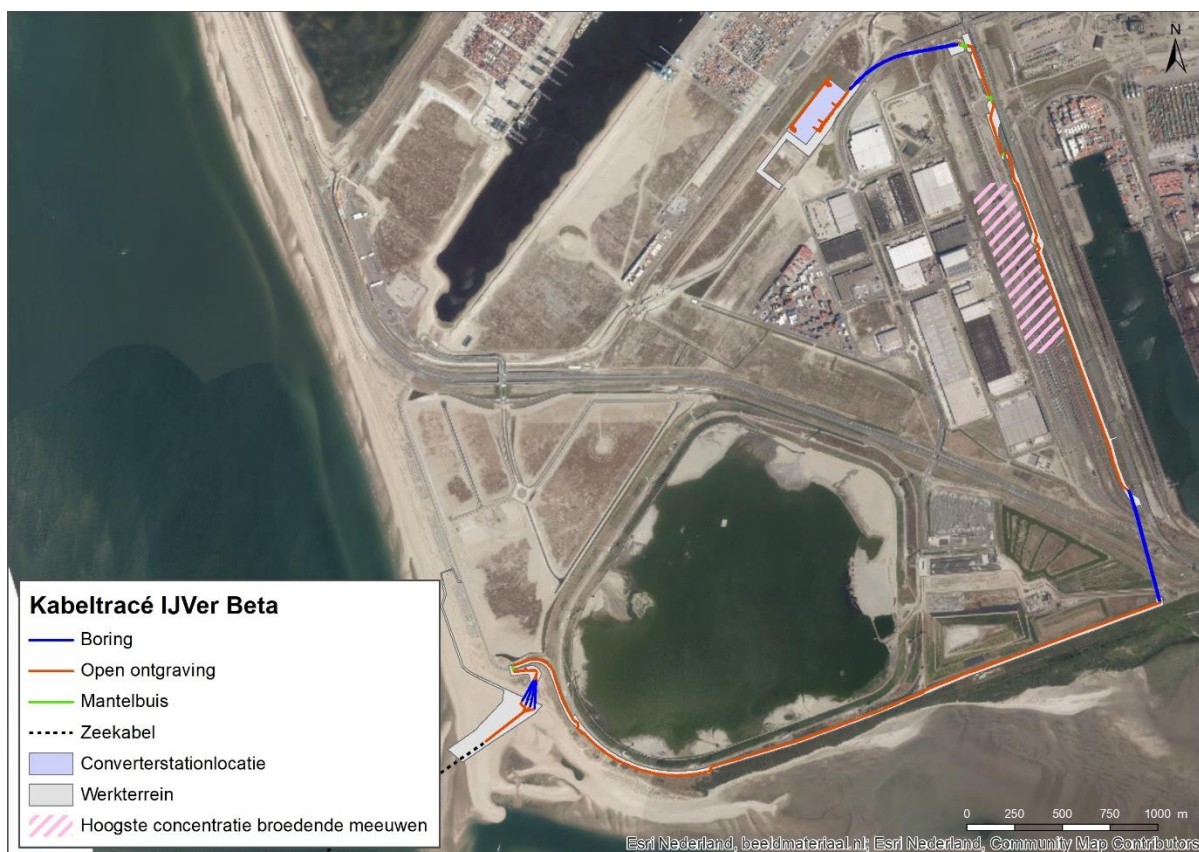 N
Kabeltracé IJVer Beta
Boring
Open ontgraving
Mantelbuis
Zeekabel
Converterstationlocatie
Werkterrein
Hoogste concentratie broedende meeuwen
0 250 500 750 1000 m
Esri Nederland, beeldmateriaal.nl; Esri Nederland, Community Map Contributors